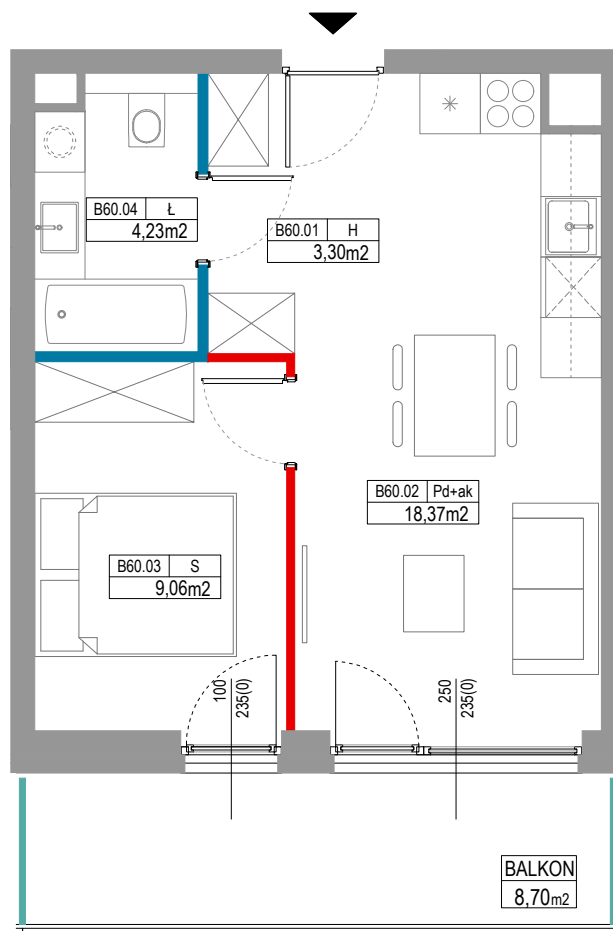 B60.04 Ł
4,23m2
B60.01 H
3,30m2
B60.02 Pd+ak
18,37m2
B60.03 S
9,06m2
100
235(0)
250
235(0)
BALKON
8,70m2